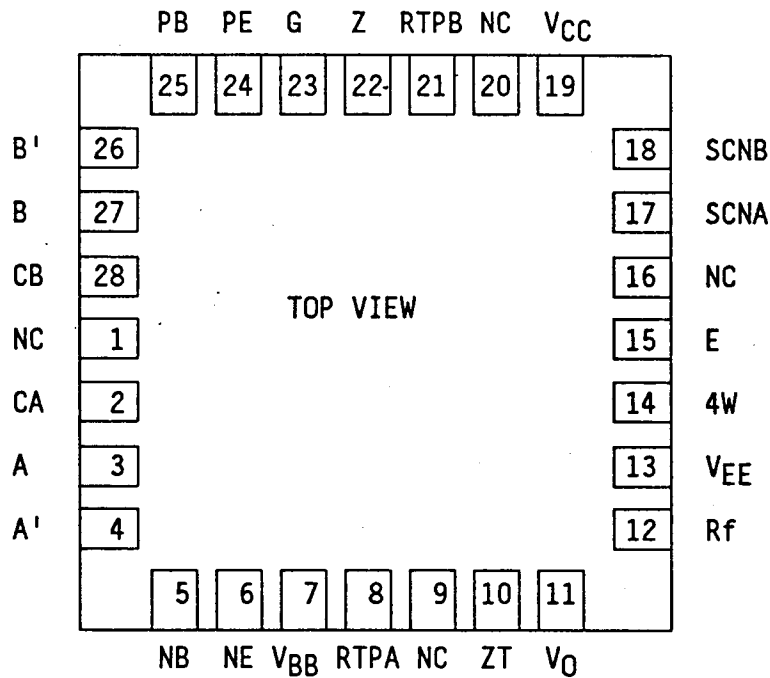 PB PE G Z RTPB NC VCC
25 24 23 22 21 20 19
B' 26 18 SCNB
B 27 17 SCNA
CB 28 16 NC
TOP VIEW
NC 1 15 E
CA 2 14 4W
A 3 13 VEE
A' 4 12 Rf
5 6 7 8 9 10 11
NB NE VBB RTPA NC ZT VO